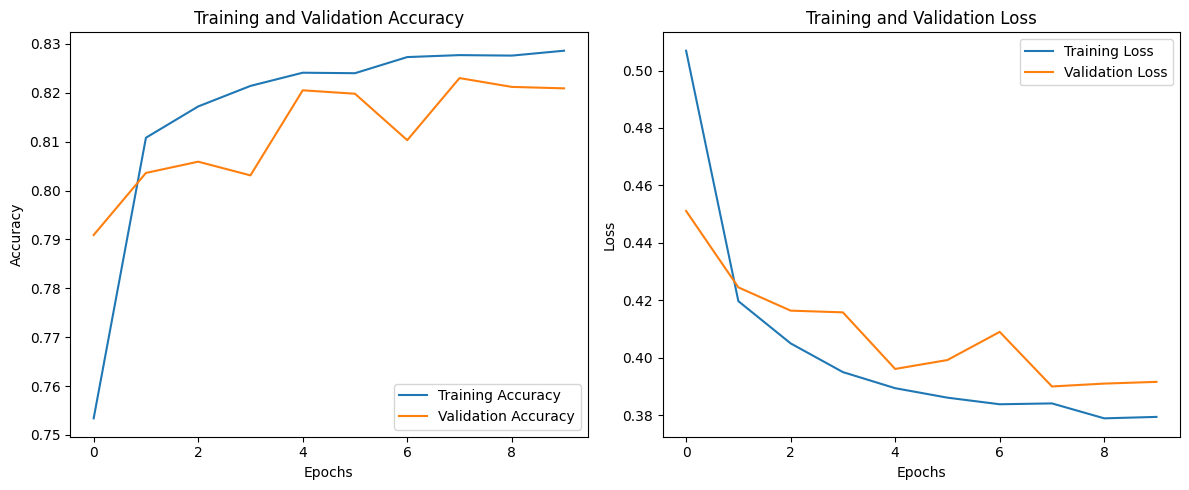 Training and Validation Accuracy
Accuracy
0.83
0.82
0.81
0.80
0.79
0.78
0.77
0.76
0.75
0
2
4
6
8
Epochs
Training Accuracy
Validation Accuracy
Training and Validation Loss
Loss
0.50
0.48
0.46
0.44
0.42
0.40
0.38
0
2
4
6
8
Epochs
Training Loss
Validation Loss